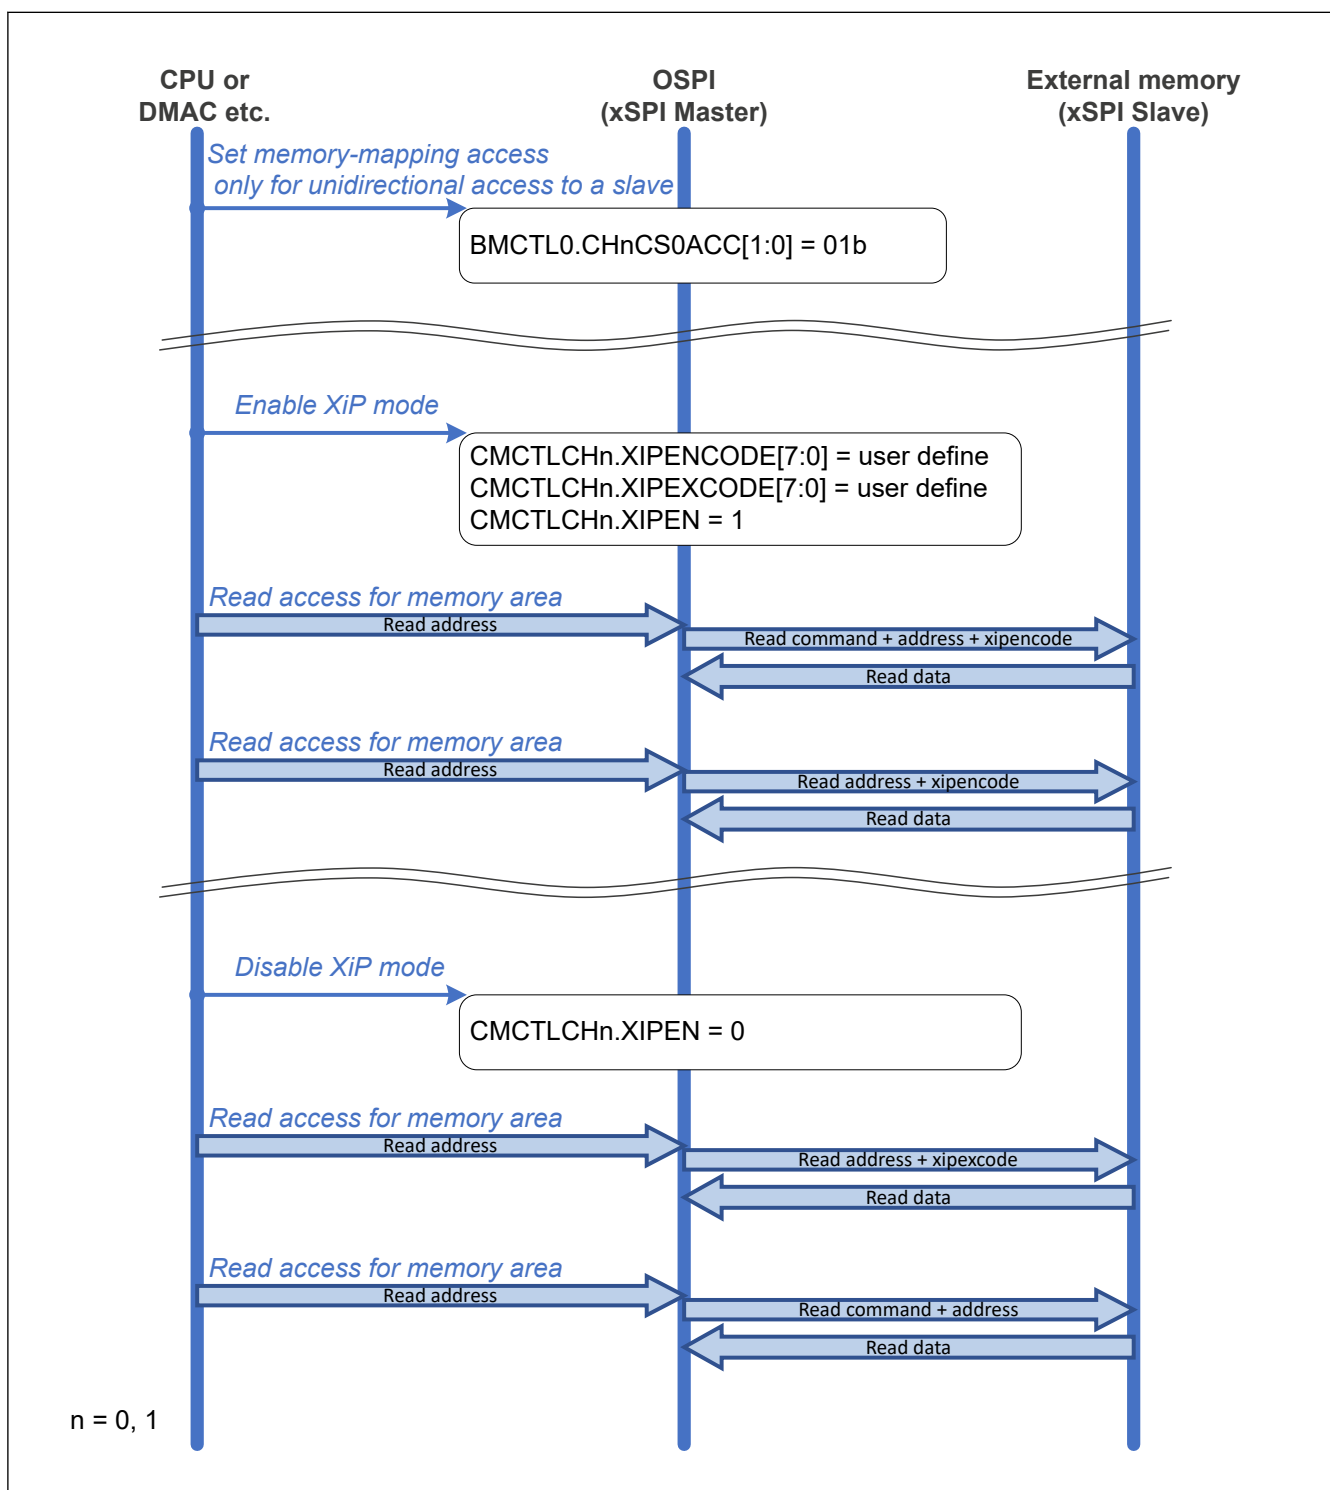 CPU or
DMAC etc.
OSPI
(xSPI Master)
External memory
(xSPI Slave)
Set memory-mapping access
only for unidirectional access to a slave
BMCTL0.CHnCS0ACC[1:0] = 01b
Enable XiP mode
CMCTLCHn.XIPENCODE[7:0] = user define
CMCTLCHn.XIPEXCODE[7:0] = user define
CMCTLCHn.XIPEN = 1
Read access for memory area
Read address
Read command + address + xipencode
Read data
Read access for memory area
Read address
Read address + xipencode
Read data
Disable XiP mode
CMCTLCHn.XIPEN = 0
Read access for memory area
Read address
Read address + xipexcode
Read data
Read access for memory area
Read address
Read command + address
Read data
n = 0, 1